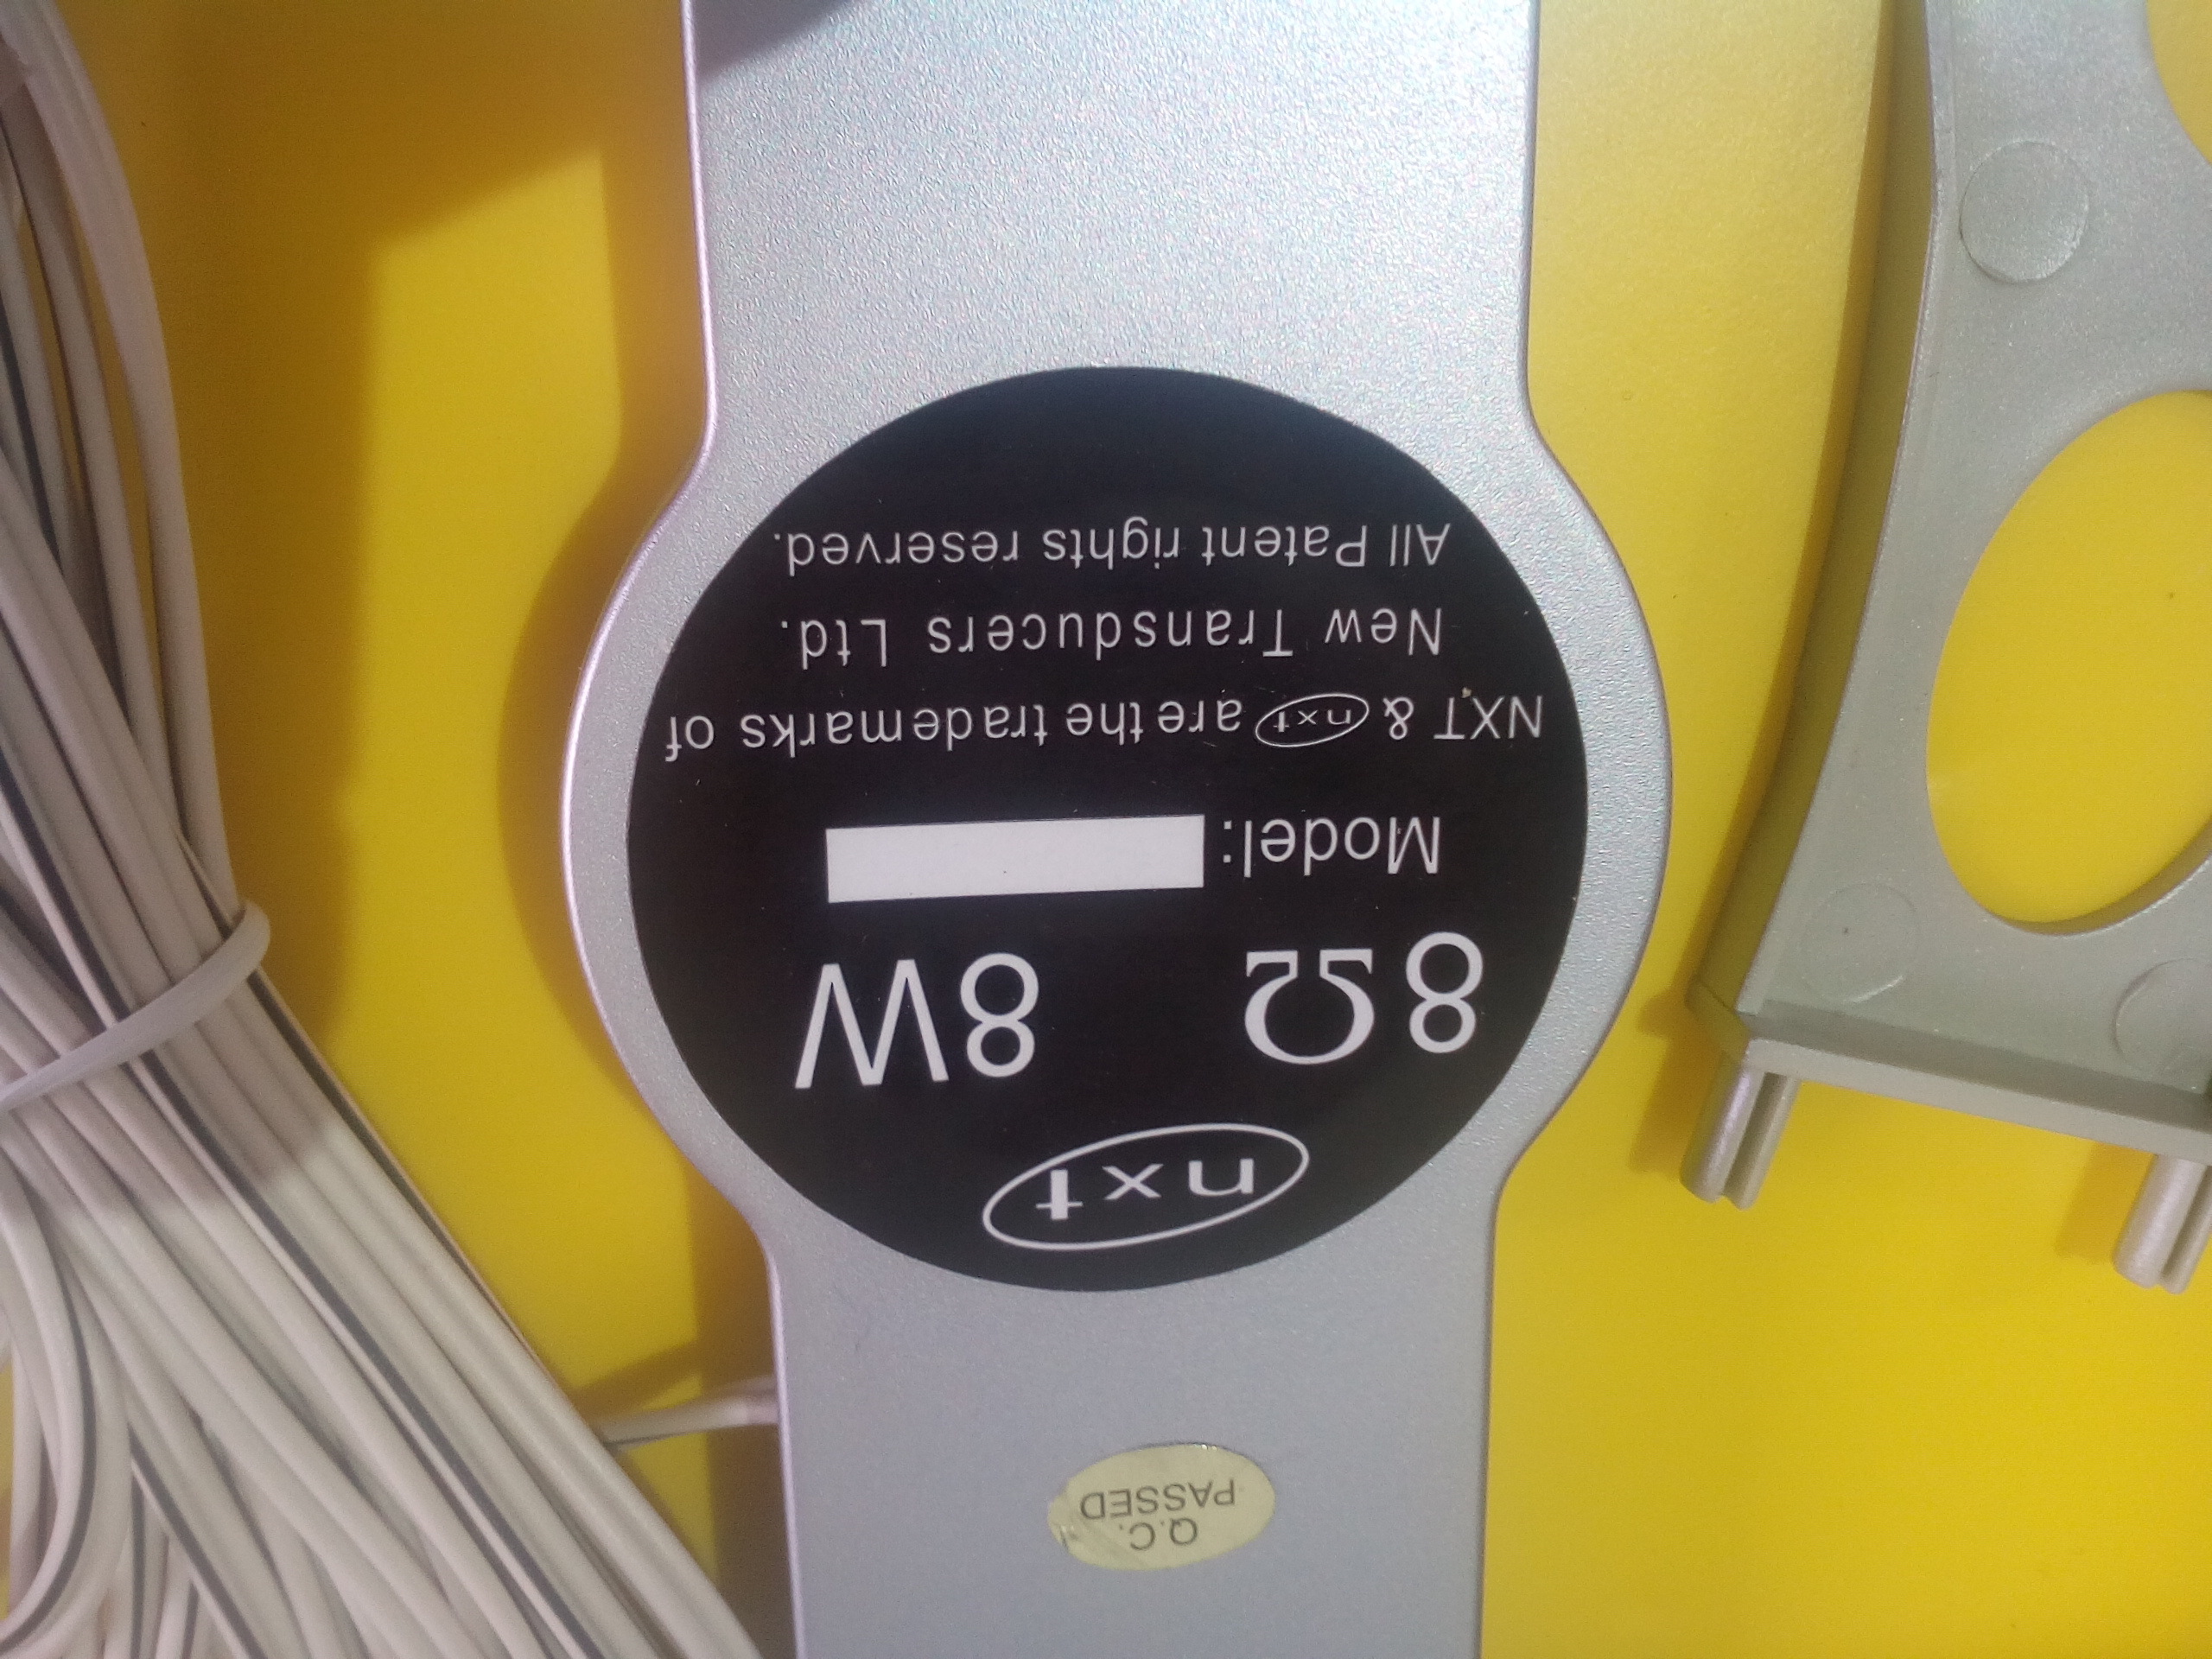 nxt
8Ω 8W
Model:
NXT & nxt are the trademarks of
New Transducers Ltd.
All Patent rights reserved.
Q.C.
PASSED